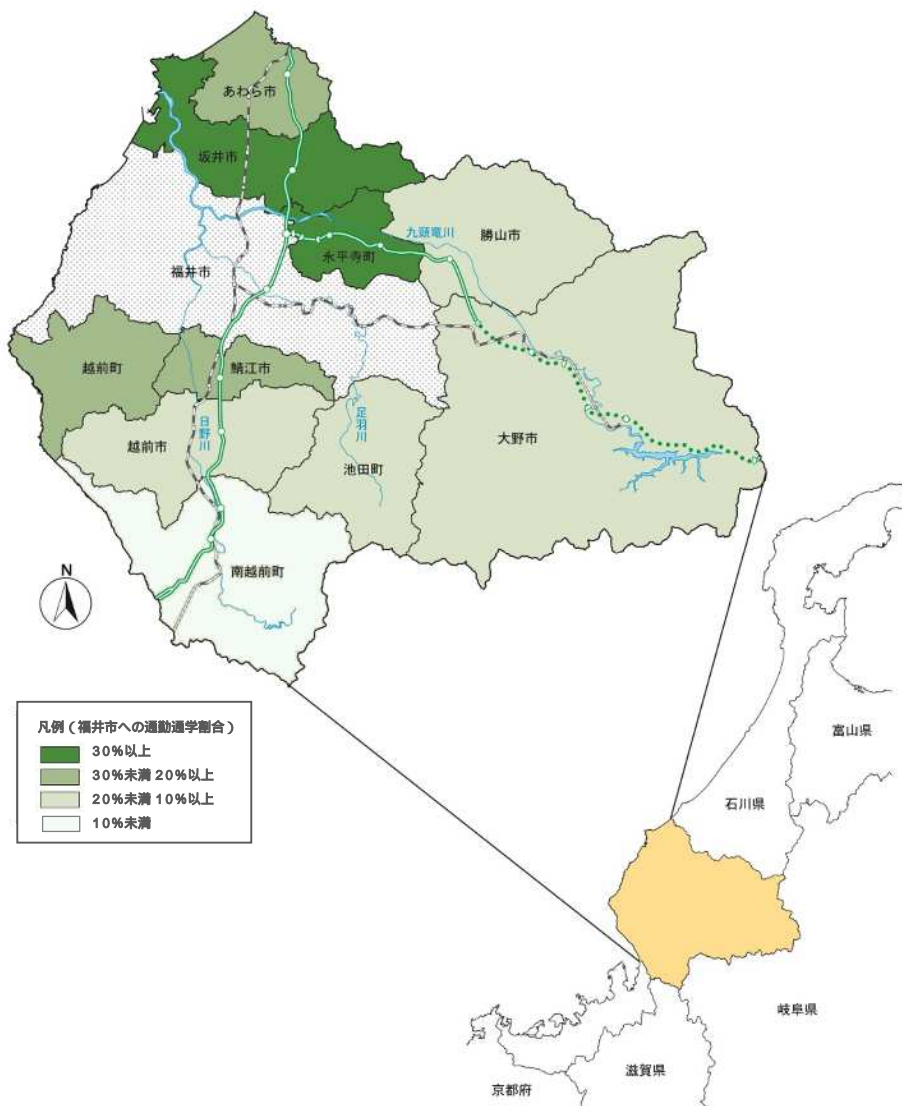 あわら市
坂井市
九頭竜川
勝山市
永平寺町
福井市
越前町
鯖江市
日野川
足羽川
大野市
越前市
池田町
N
南越前町
凡例(福井市への通勤通学割合)
30%以上
30%未満 20%以上
20%未満 10%以上
10%未満
富山県
石川県
岐阜県
滋賀県
京都府